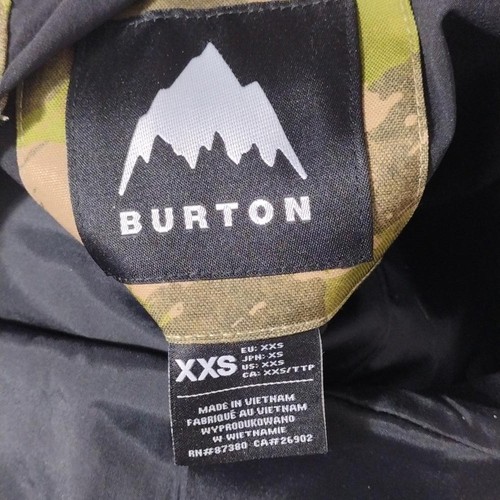 BURTON
XXS
EU: XXS
JPN: XS
US: XXS
CA: XXS/TTP
MADE IN VIETNAM
FABRIQUÉ AU VIETNAM
WYPRODUKOWANO
W WIETNAMIE
RN#87380 CA#26902